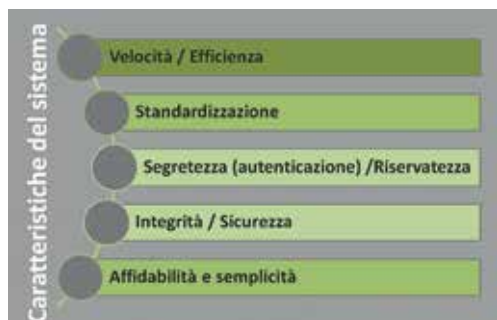 Caratteristiche del sistema
Velocità / Efficienza
Standardizzazione
Segretezza (autenticazione) /Riservatezza
Integrità / Sicurezza
Affidabilità e semplicità